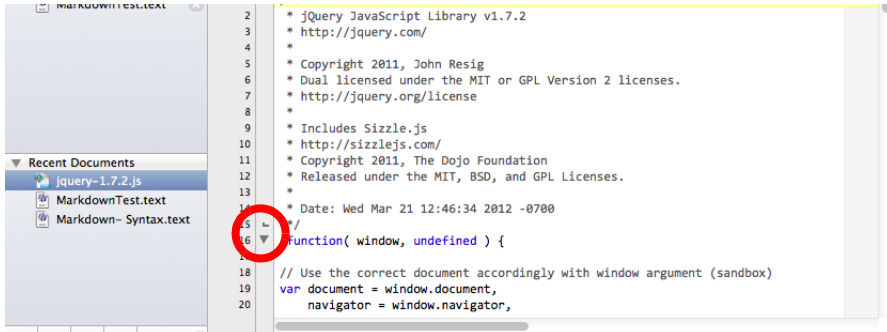 MarkdownTest.text
Recent Documents
jquery-1.7.2.js
MarkdownTest.text
Markdown- Syntax.text
2 * jQuery JavaScript Library v1.7.2
3 * http://jquery.com/
4 *
5 * Copyright 2011, John Resig
6 * Dual licensed under the MIT or GPL Version 2 licenses.
7 * http://jquery.org/license
8 *
9 * Includes Sizzle.js
10 * http://sizzlejs.com/
11 * Copyright 2011, The Dojo Foundation
12 * Released under the MIT, BSD, and GPL Licenses.
13 *
14 * Date: Wed Mar 21 12:46:34 2012 -0700
15 */
16 function( window, undefined ) {
18 // Use the correct document accordingly with window argument (sandbox)
19 var document = window.document,
20 navigator = window.navigator,